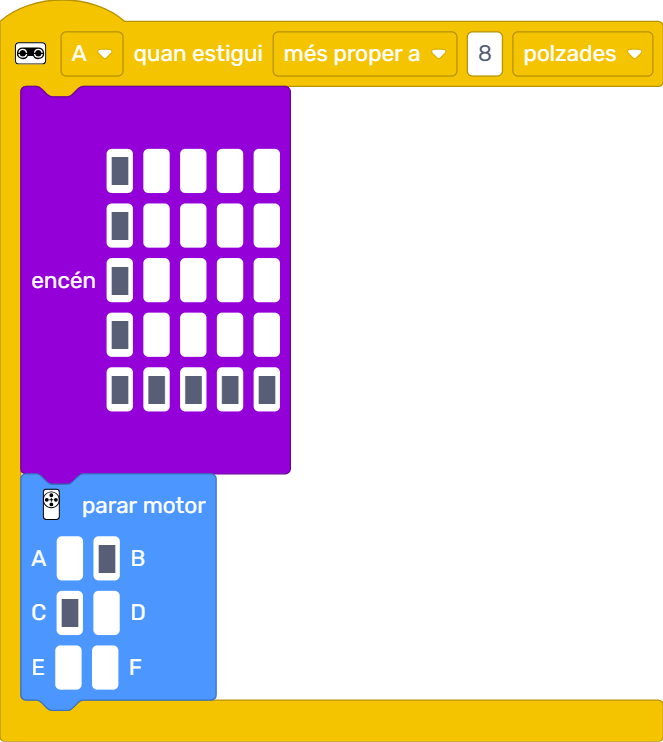 A quan estigui més proper a 8 polzades
encén
parar motor
A B
C D
E F